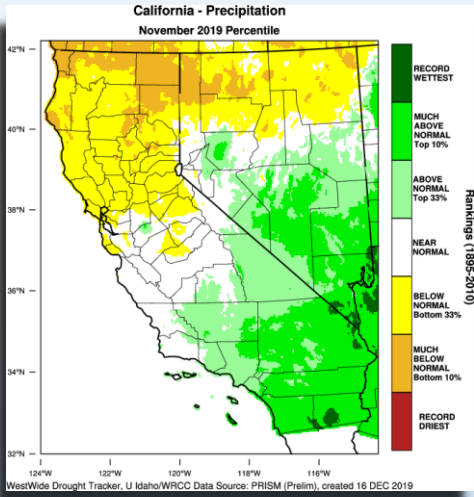 California - Precipitation
November 2019 Percentile
42°N
40°N
38°N
36°N
34°N
32°N
124°W
122°W
120°W
118°W
116°W
RECORD
WETTEST
MUCH
ABOVE
NORMAL
Top 10%
ABOVE
NORMAL
Top 33%
NEAR
NORMAL
BELOW
NORMAL
Bottom 33%
MUCH
BELOW
NORMAL
Bottom 10%
RECORD
DRIEST
Rankings (1895-2010)
WestWide Drought Tracker, U Idaho/WRCC Data Source: PRISM (Prelim), created 16 DEC 2019